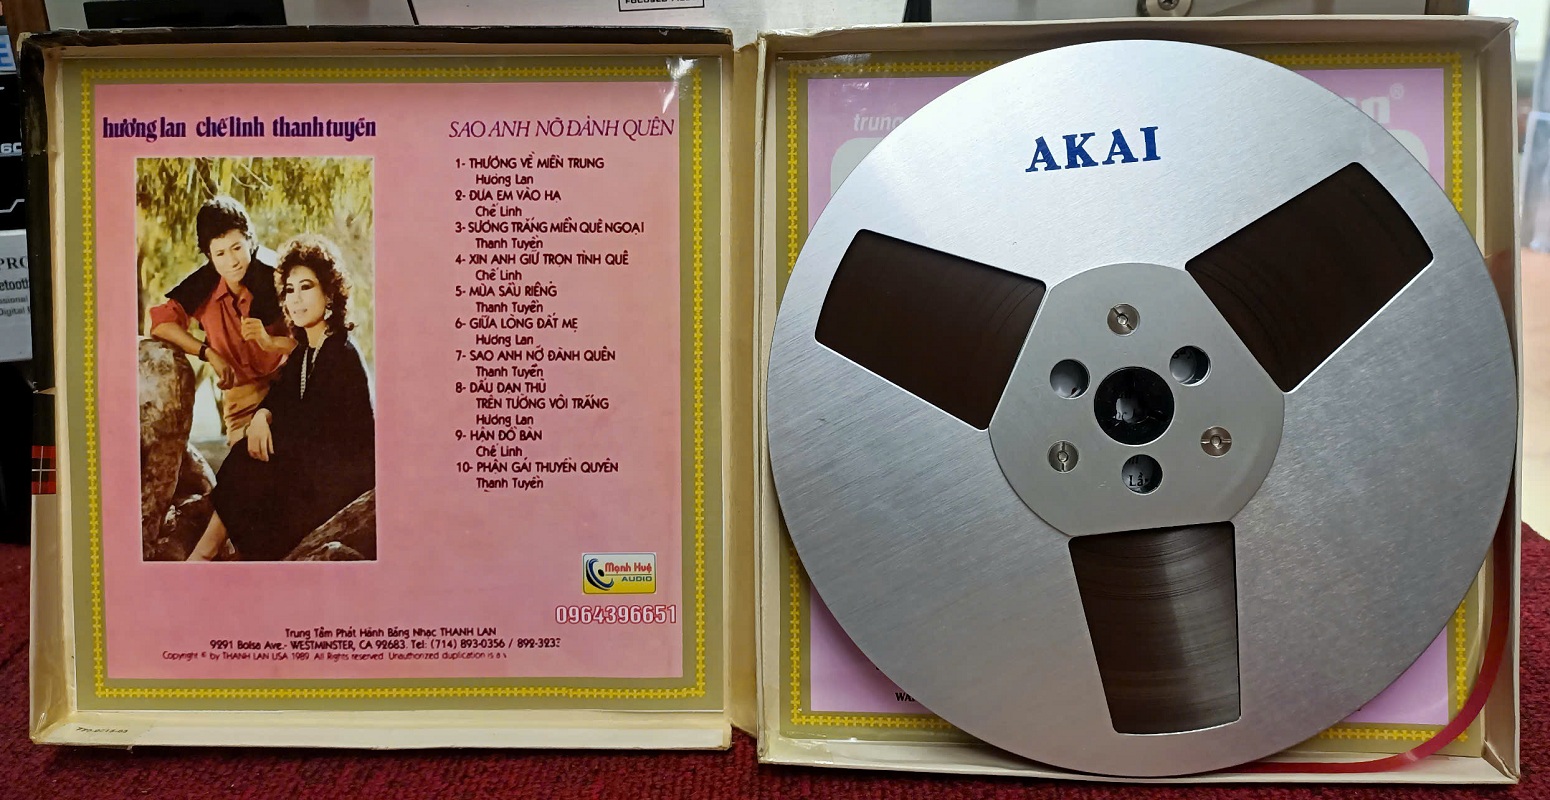 hương lan chế linh thanh tuyền
SAO ANH NỠ ĐÀNH QUÊN
1- THƯƠNG VỀ MIỀN TRUNG
Hương Lan
2- ĐƯA EM VÀO HẠ
Chế Linh
3- SƯƠNG TRẮNG MIỀN QUÊ NGOẠI
Thanh Tuyền
4- XIN ANH GIỮ TRỌN TÌNH QUÊ
Chế Linh
5- MÙA SẦU RIÊNG
Thanh Tuyền
6- GIỮA LÒNG ĐẤT MẸ
Hương Lan
7- SAO ANH NỠ ĐÀNH QUÊN
Thanh Tuyền
8- DẤU ĐẠN THÙ
TRÊN TƯỜNG VÔI TRẮNG
Hương Lan
9- HẬN ĐỒ BÀN
Chế Linh
10- PHẬN GÁI THUYỀN QUYÊN
Thanh Tuyền
Mạnh Huệ
AUDIO
0964396651
Trung Tâm Phát Hành Băng Nhạc THANH LAN
9291 Bolsa Ave.- WESTMINSTER, CA 92683. Tel: (714) 893-0356 / 892-3233
Copyright © by THANH LAN USA 1989 All Rights reserved. Unauthorized duplication is a
AKAI
trung